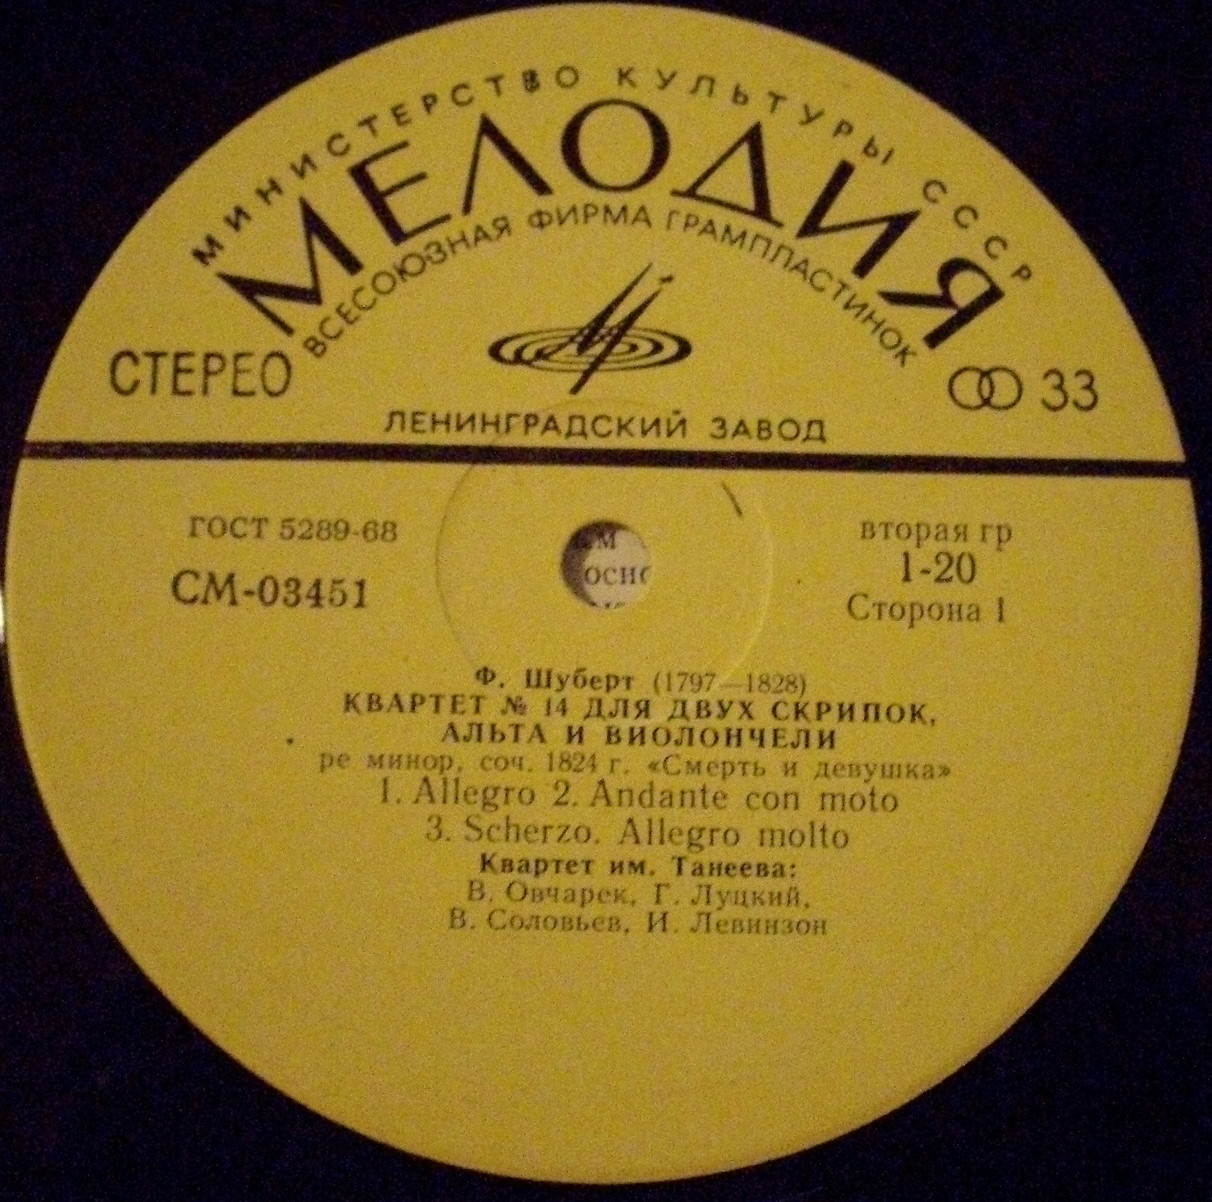 МИНИСТЕРСТВО КУЛЬТУРЫ СССР
МЕЛОДИЯ
ВСЕСОЮЗНАЯ ФИРМА ГРАМПЛАСТИНОК
СТЕРЕО
33
ЛЕНИНГРАДСКИЙ ЗАВОД
ГОСТ 5289-68
СМ-03451
вторая гр
1-20
Сторона 1
Ф. Шуберт (1797—1828)
КВАРТЕТ № 14 ДЛЯ ДВУХ СКРИПОК,
АЛЬТА И ВИОЛОНЧЕЛИ
ре минор, соч. 1824 г. «Смерть и девушка»
1. Allegro 2. Andante con moto
3. Scherzo. Allegro molto
Квартет им. Танеева:
В. Овчарек, Г. Луцкий,
В. Соловьев, И. Левинзон